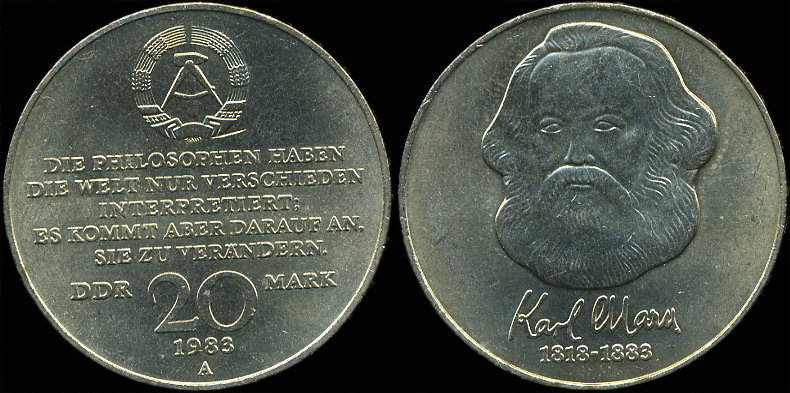 DIE PHILOSOPHEN HABEN
DIE WELT NUR VERSCHIEDEN
INTERPRETIERT;
ES KOMMT ABER DARAUF AN,
SIE ZU VERÄNDERN.
DDR 20 MARK
1983
A
Karl Marx
1818-1883